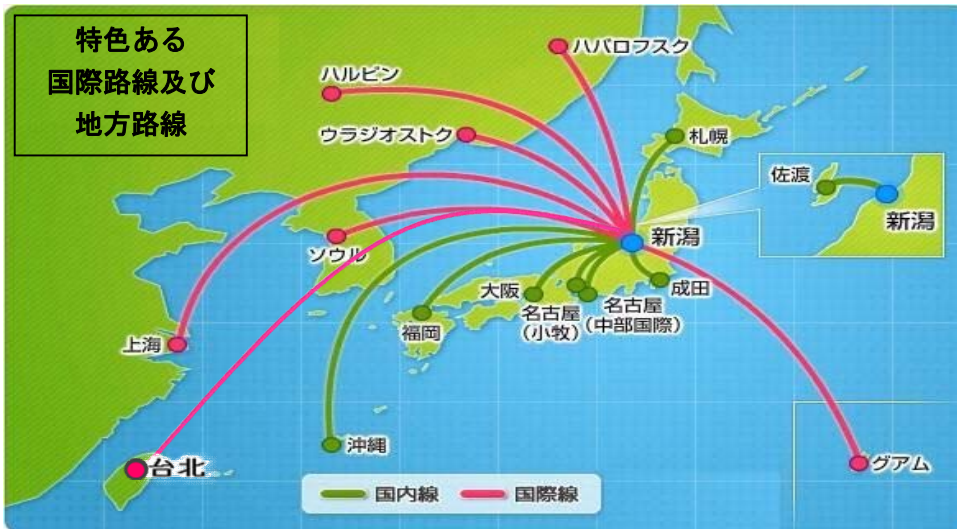 特色ある
国際路線及び
地方路線
ハバロフスク
ハルビン
ウラジオストク
札幌
佐渡
新潟
新潟
ソウル
成田
大阪
名古屋
(小牧)
名古屋
(中部国際)
福岡
上海
沖縄
台北
グアム
国内線
国際線